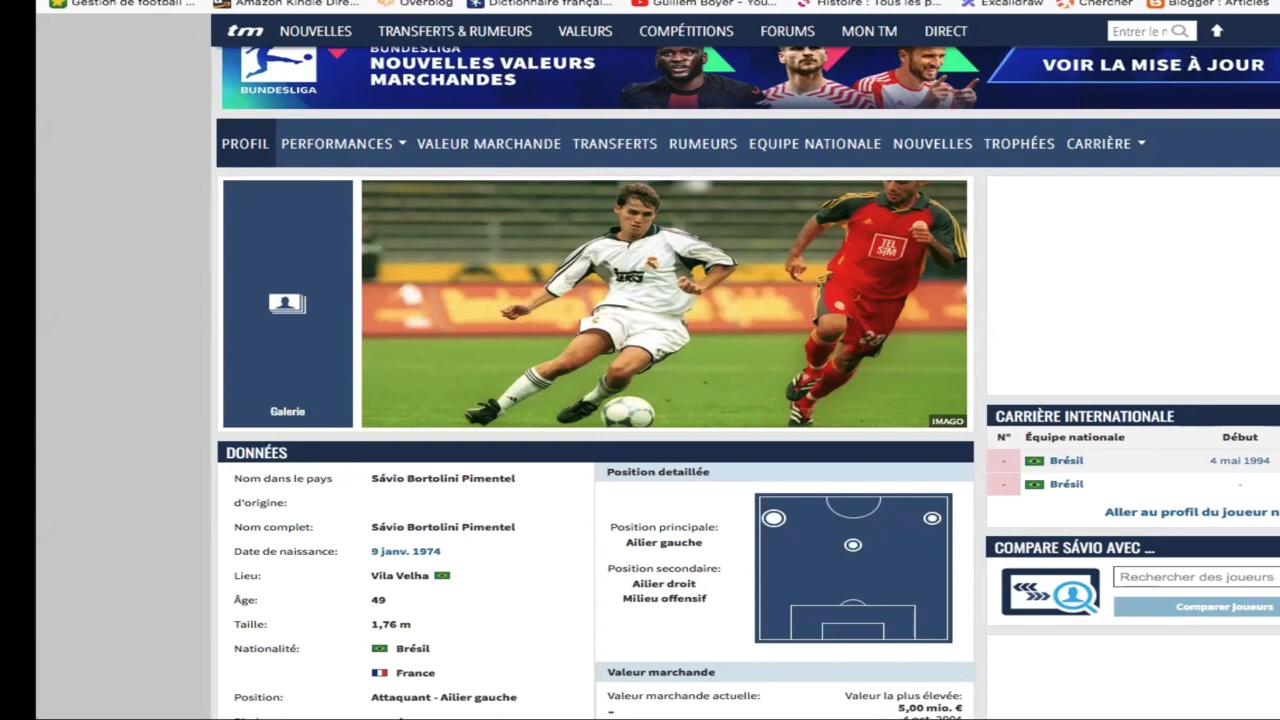 Gestion de football ...
Amazon Kindle Dire...
Overblog
Dictionnaire françai...
Guillem Boyer - You...
Histoire : Tous les p...
Excalidraw
Chercher
Blogger : Articles
tm NOUVELLES TRANSFERTS & RUMEURS VALEURS COMPÉTITIONS FORUMS MON TM DIRECT
Entrer le n
BUNDESLIGA
NOUVELLES VALEURS
MARCHANDES
VOIR LA MISE À JOUR
BUNDESLIGA
PROFIL PERFORMANCES VALEUR MARCHANDE TRANSFERTS RUMEURS EQUIPE NATIONALE NOUVELLES TROPHÉES CARRIÈRE
TEL
SIM
28
Galerie
IMAGO
DONNÉES
Nom dans le pays d'origine: Sávio Bortolini Pimentel
Nom complet: Sávio Bortolini Pimentel
Date de naissance: 9 janv. 1974
Lieu: Vila Velha
Âge: 49
Taille: 1,76 m
Nationalité: Brésil
France
Position: Attaquant - Ailier gauche
Position detaillée
Position principale:
Ailier gauche
Position secondaire:
Ailier droit
Milieu offensif
Valeur marchande
Valeur marchande actuelle:
-
Valeur la plus élevée:
5,00 mio. €
4 oct. 2004
CARRIÈRE INTERNATIONALE
N° Équipe nationale Début
- Brésil 4 mai 1994
- Brésil -
Aller au profil du joueur n
COMPARE SÁVIO AVEC ...
Rechercher des joueurs
Comparer joueurs